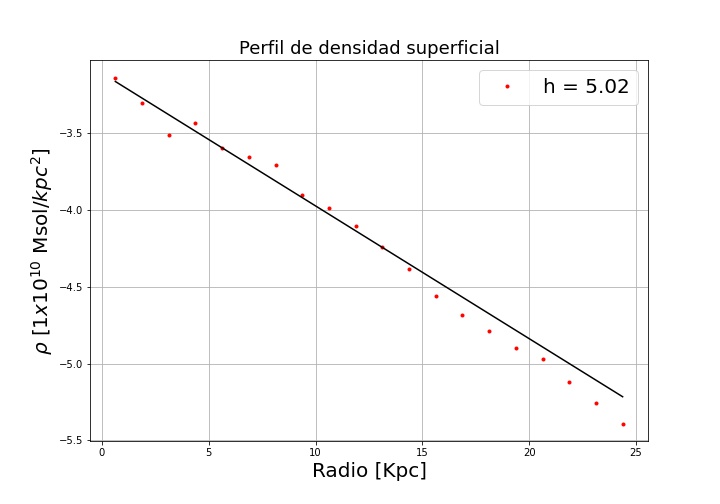 Perfil de densidad superficial
h = 5.02
ρ [1x10^10 Msol/kpc^2]
−3.5
−4.0
−4.5
−5.0
−5.5
0 5 10 15 20 25
Radio [Kpc]